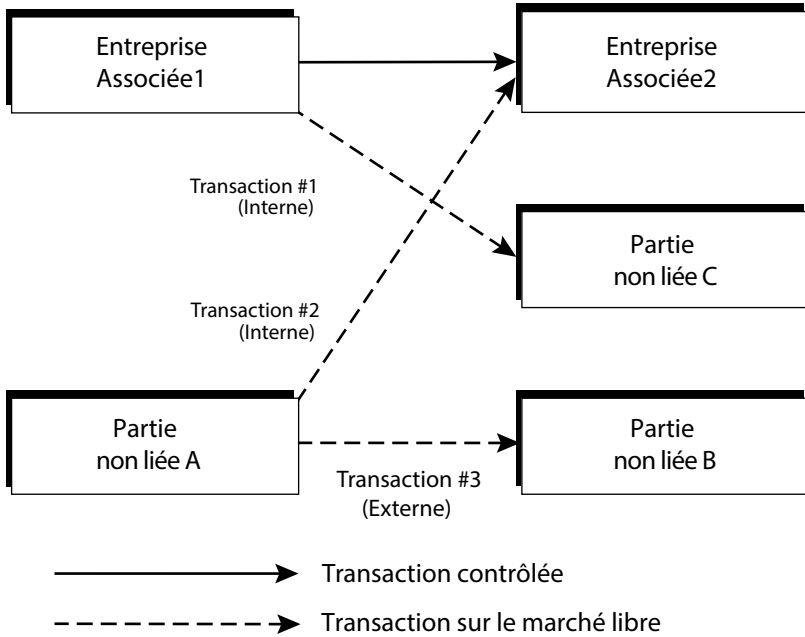 Entreprise
Associée1
Entreprise
Associée2
Transaction #1
(Interne)
Partie
non liée C
Transaction #2
(Interne)
Partie
non liée A
Partie
non liée B
Transaction #3
(Externe)
Transaction contrôlée
Transaction sur le marché libre